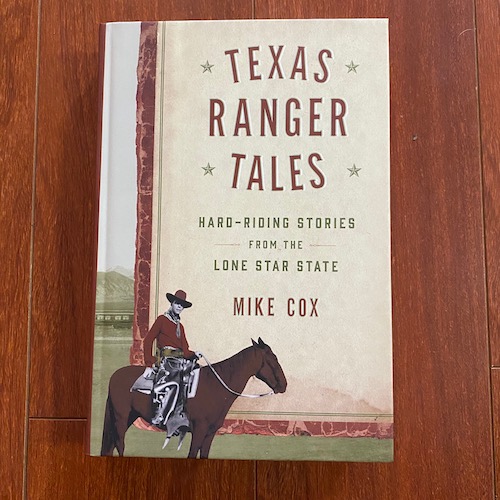 TEXAS
RANGER
TALES
HARD-RIDING STORIES
FROM THE
LONE STAR STATE
MIKE COX